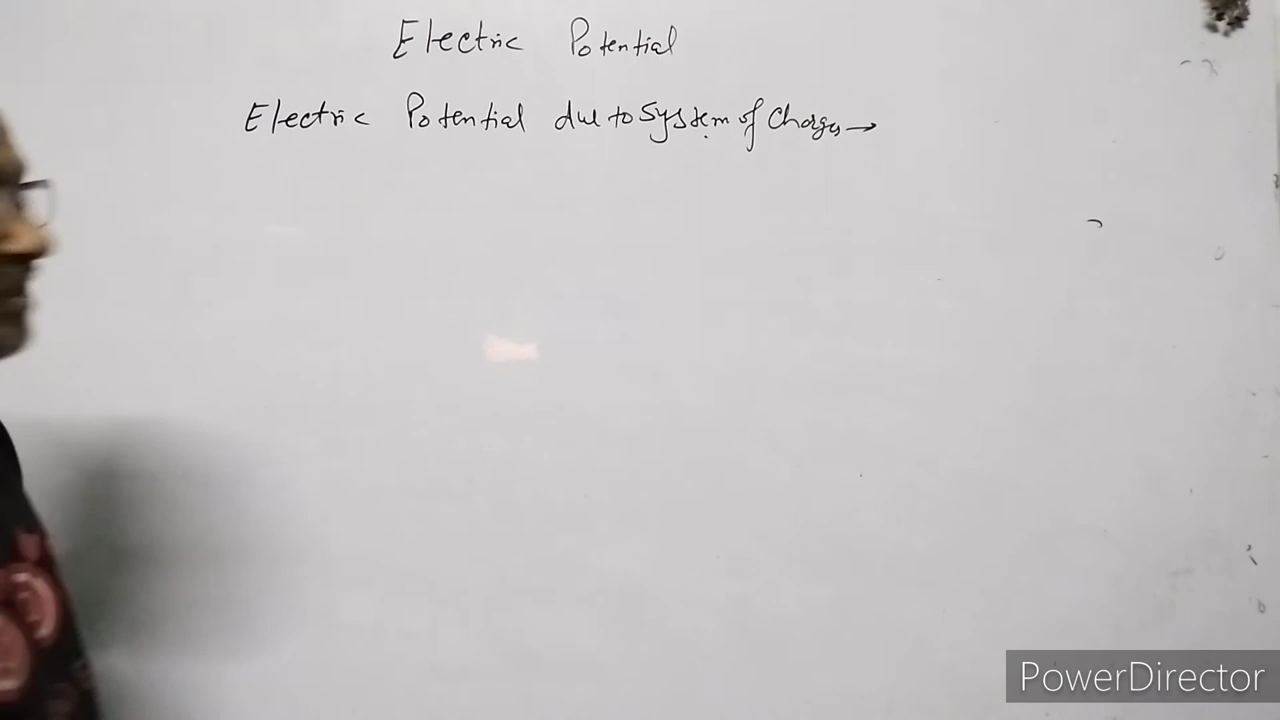 Electric Potential
Electric Potential due to System of Charges →
PowerDirector